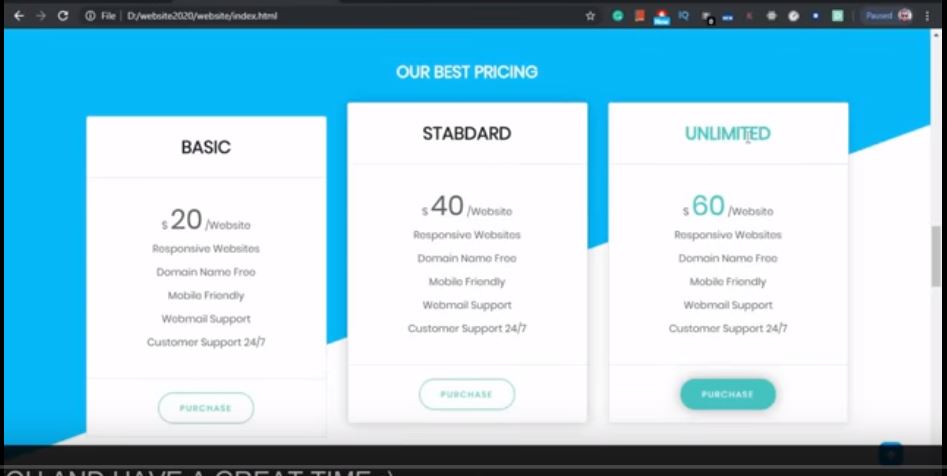 File | D:/website2020/website/index.html
Paused
OUR BEST PRICING
BASIC
$ 20 /Website
Responsive Websites
Domain Name Free
Mobile Friendly
Webmail Support
Customer Support 24/7
PURCHASE
STABDARD
$ 40 /Website
Responsive Websites
Domain Name Free
Mobile Friendly
Webmail Support
Customer Support 24/7
PURCHASE
UNLIMITED
$ 60 /Website
Responsive Websites
Domain Name Free
Mobile Friendly
Webmail Support
Customer Support 24/7
PURCHASE
AND HAVE A GREAT TIME :)